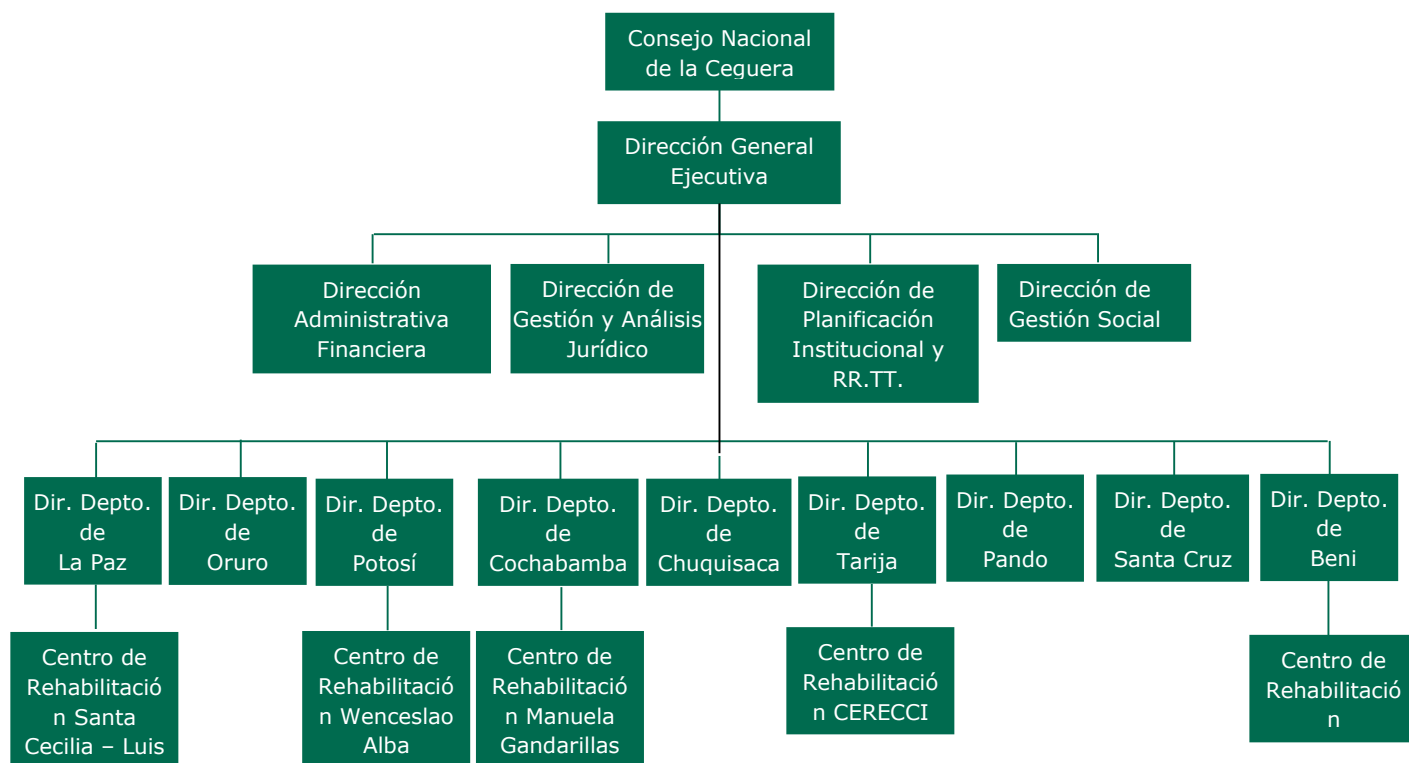 Consejo Nacional
de la Ceguera
Dirección General
Ejecutiva
Dirección
Administrativa
Financiera
Dirección de
Gestión y Análisis
Jurídico
Dirección de
Planificación
Institucional y
RR.TT.
Dirección de
Gestión Social
Dir. Depto.
de
La Paz
Dir. Depto.
de
Oruro
Dir. Depto.
de
Potosí
Dir. Depto.
de
Cochabamba
Dir. Depto.
de
Chuquisaca
Dir. Depto.
de
Tarija
Dir. Depto.
de
Pando
Dir. Depto.
de
Santa Cruz
Dir. Depto.
de
Beni
Centro de
Rehabilitació
n Santa
Cecilia – Luis
Centro de
Rehabilitació
n Wenceslao
Alba
Centro de
Rehabilitació
n Manuela
Gandarillas
Centro de
Rehabilitació
n CERECCI
Centro de
Rehabilitació
n